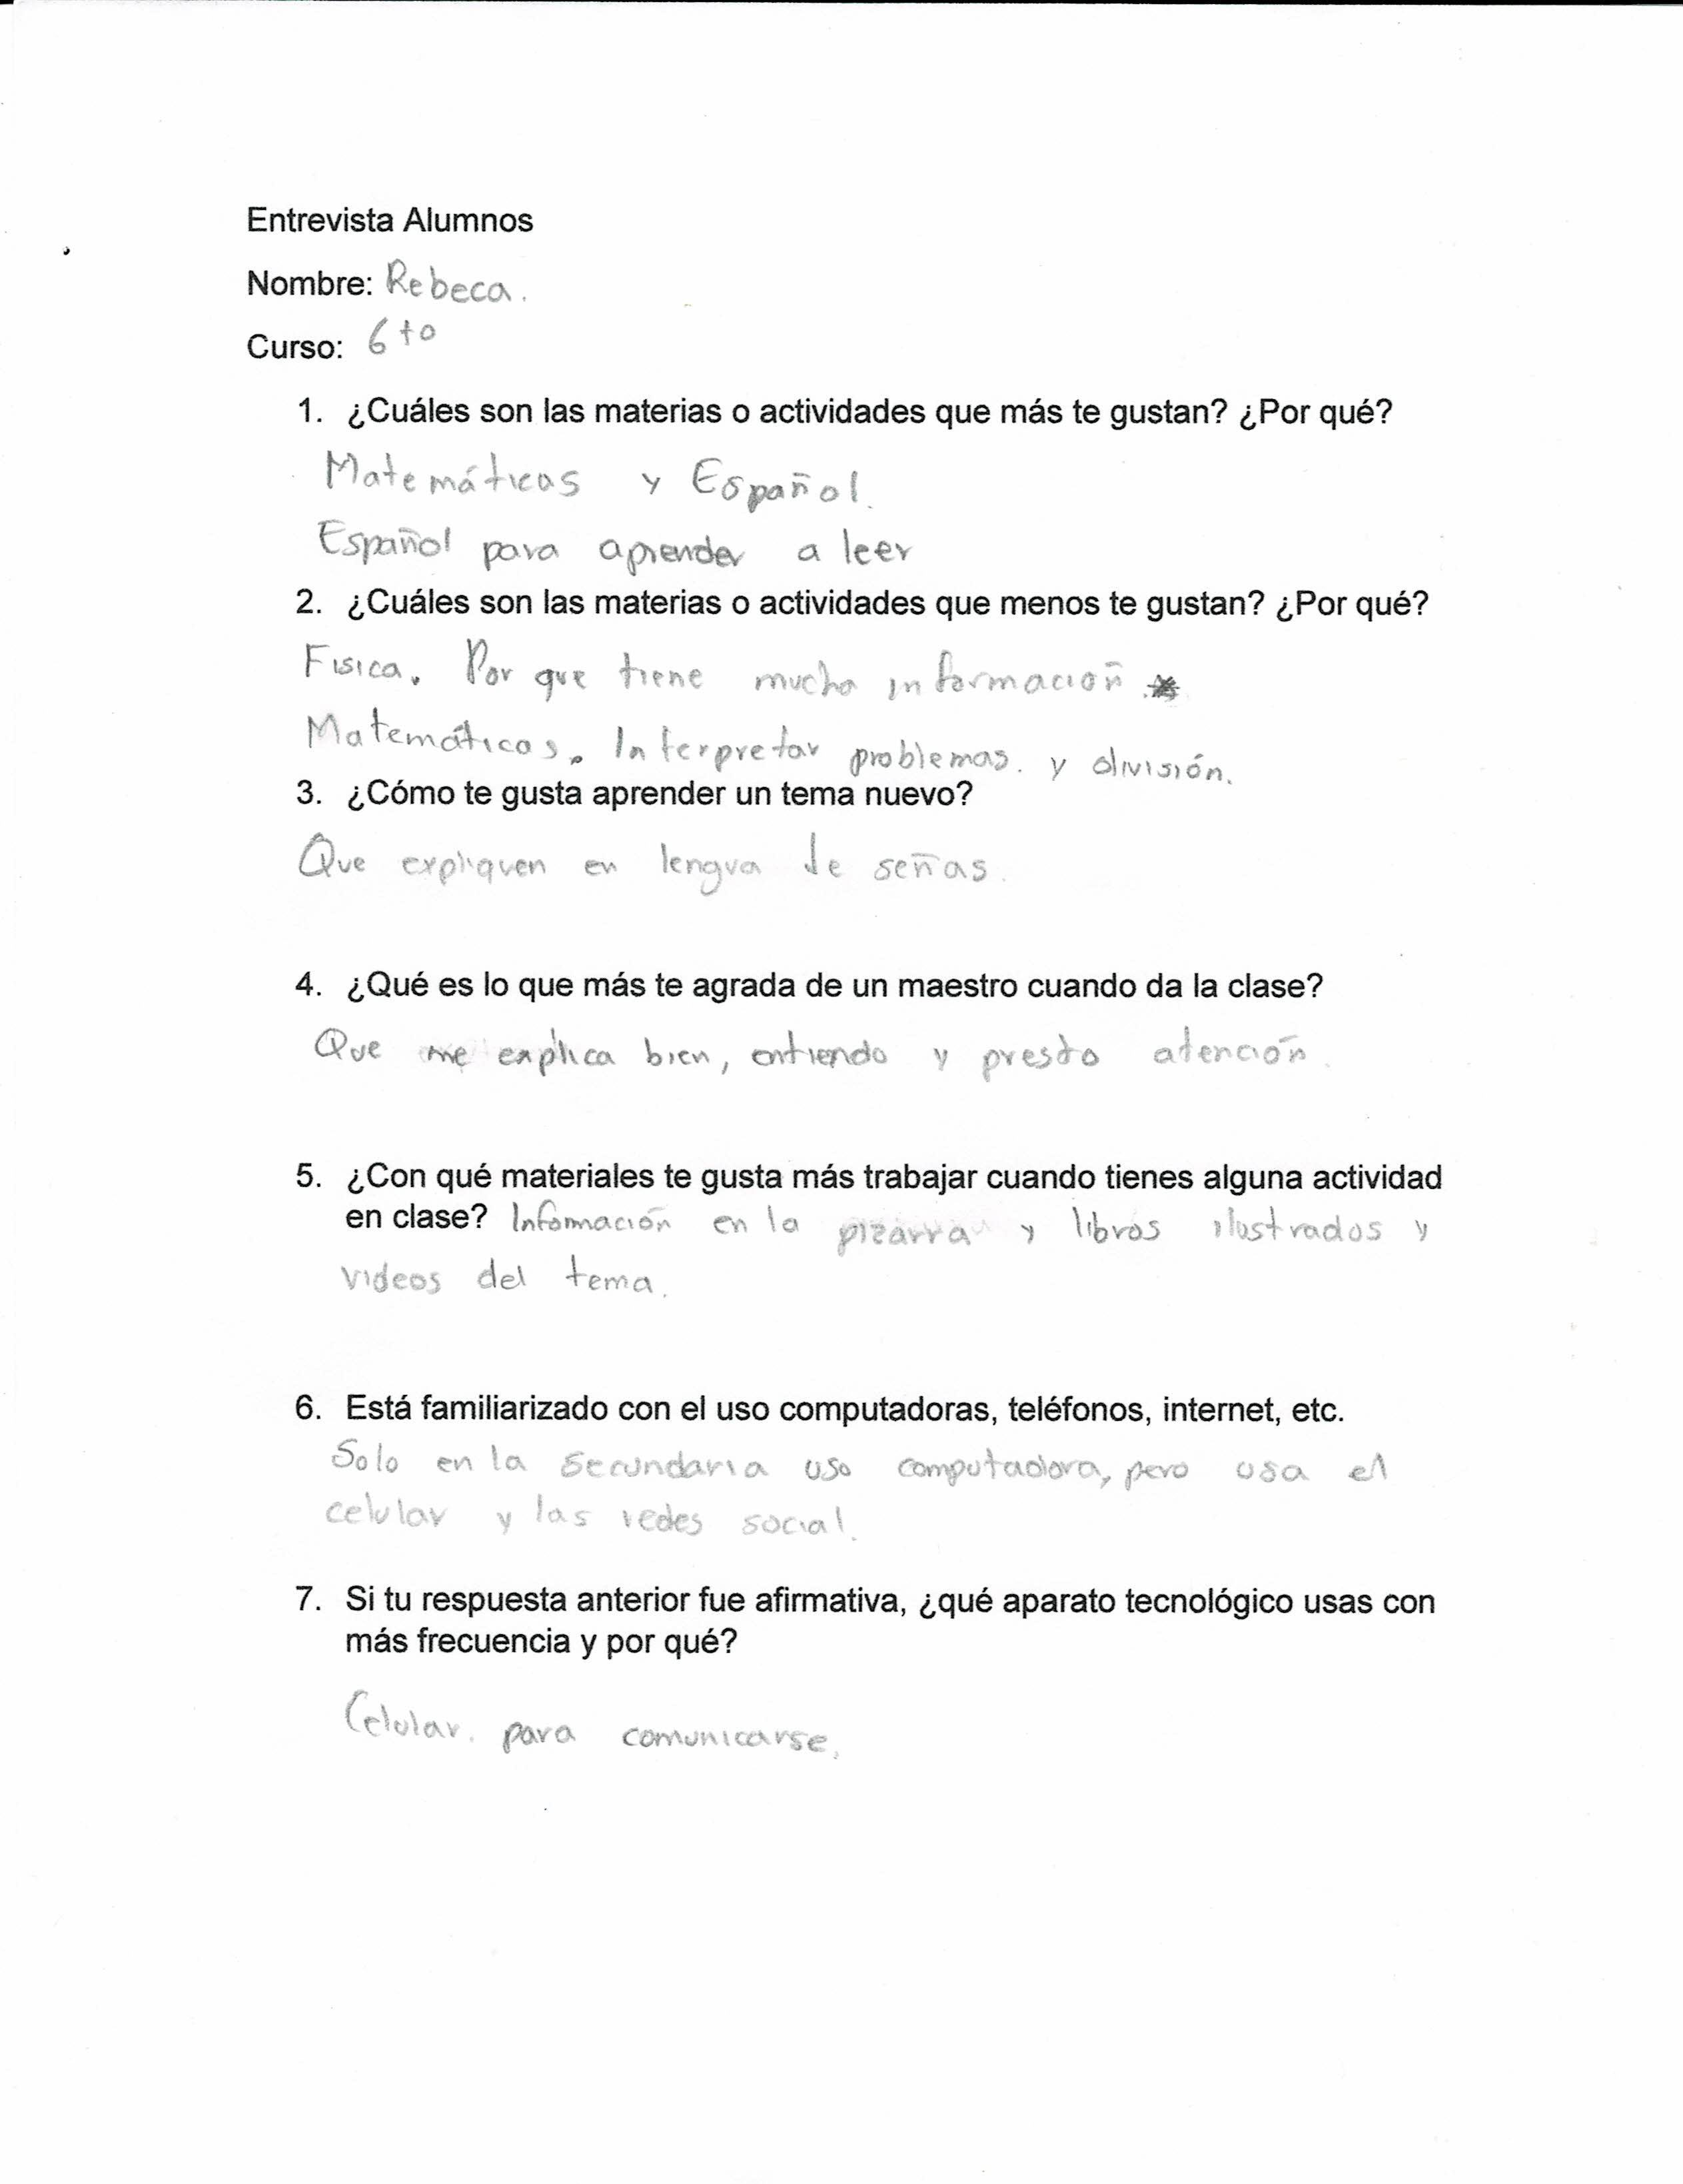 Entrevista Alumnos
Nombre: Rebeca.
Curso: 6to
1. ¿Cuáles son las materias o actividades que más te gustan? ¿Por qué?
Matemáticas y Español.
Español para aprender a leer
2. ¿Cuáles son las materias o actividades que menos te gustan? ¿Por qué?
Fisica. Por que tiene mucha información.
Matemáticas. Interpretar problemas. y división.
3. ¿Cómo te gusta aprender un tema nuevo?
Que expliquen en lengua de señas.
4. ¿Qué es lo que más te agrada de un maestro cuando da la clase?
Que me explica bien, entiendo y presto atención.
5. ¿Con qué materiales te gusta más trabajar cuando tienes alguna actividad
en clase? Infomación en la pizarra y libros ilustrados y
videos del tema.
6. Está familiarizado con el uso computadoras, teléfonos, internet, etc.
Solo en la secundaria uso computadora, pero usa el
celular y las redes social.
7. Si tu respuesta anterior fue afirmativa, ¿qué aparato tecnológico usas con
más frecuencia y por qué?
Celular. para comunicarse.